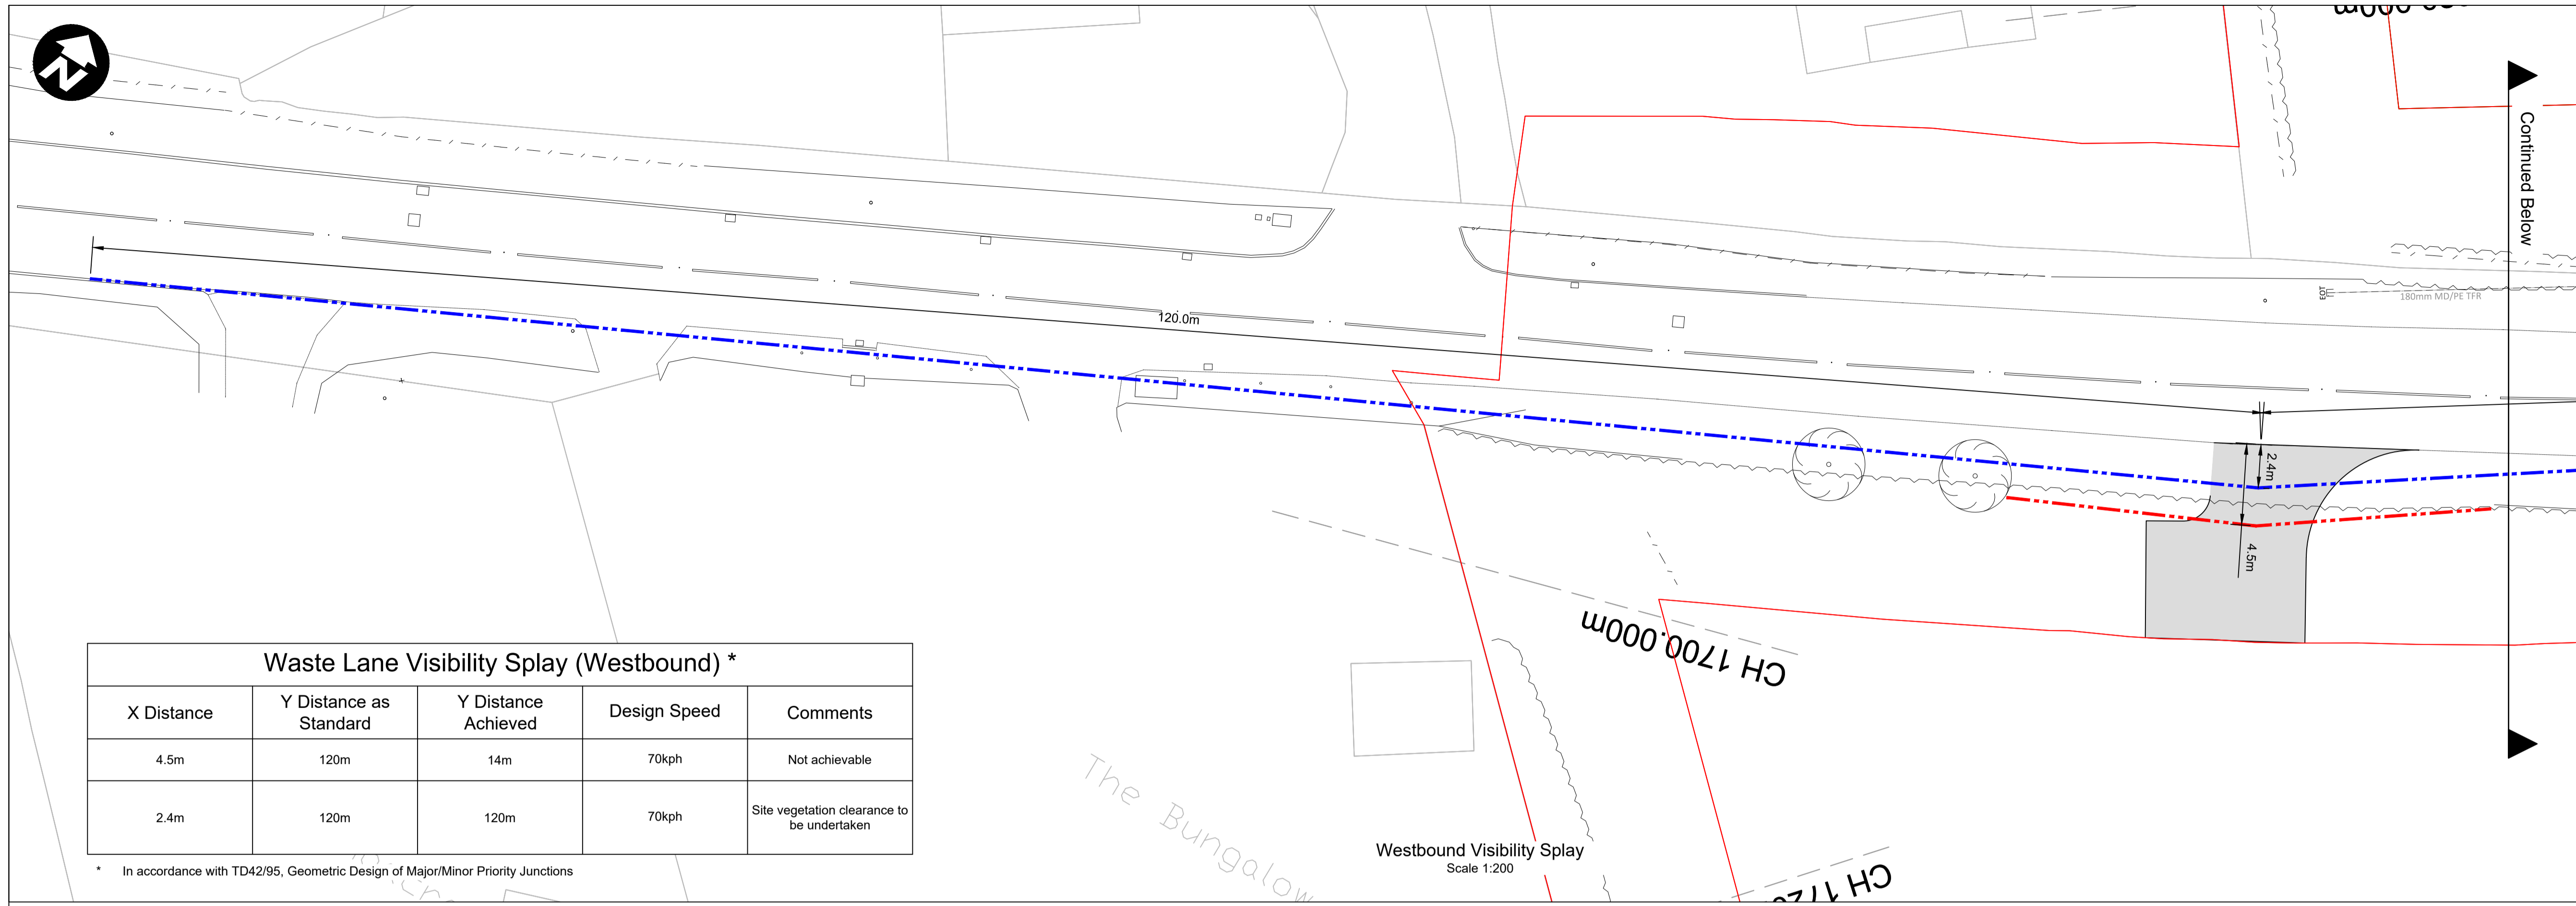 N
Continued Below
EOT
180mm MD/PE TFR
120.0m
2.4m
4.5m
CH 1700.000m
Waste Lane Visibility Splay (Westbound) *
X Distance
Y Distance as
Standard
Y Distance
Achieved
Design Speed
Comments
4.5m
120m
14m
70kph
Not achievable
2.4m
120m
120m
70kph
Site vegetation clearance to
be undertaken
* In accordance with TD42/95, Geometric Design of Major/Minor Priority Junctions
The Bungalow
Westbound Visibility Splay
Scale 1:200